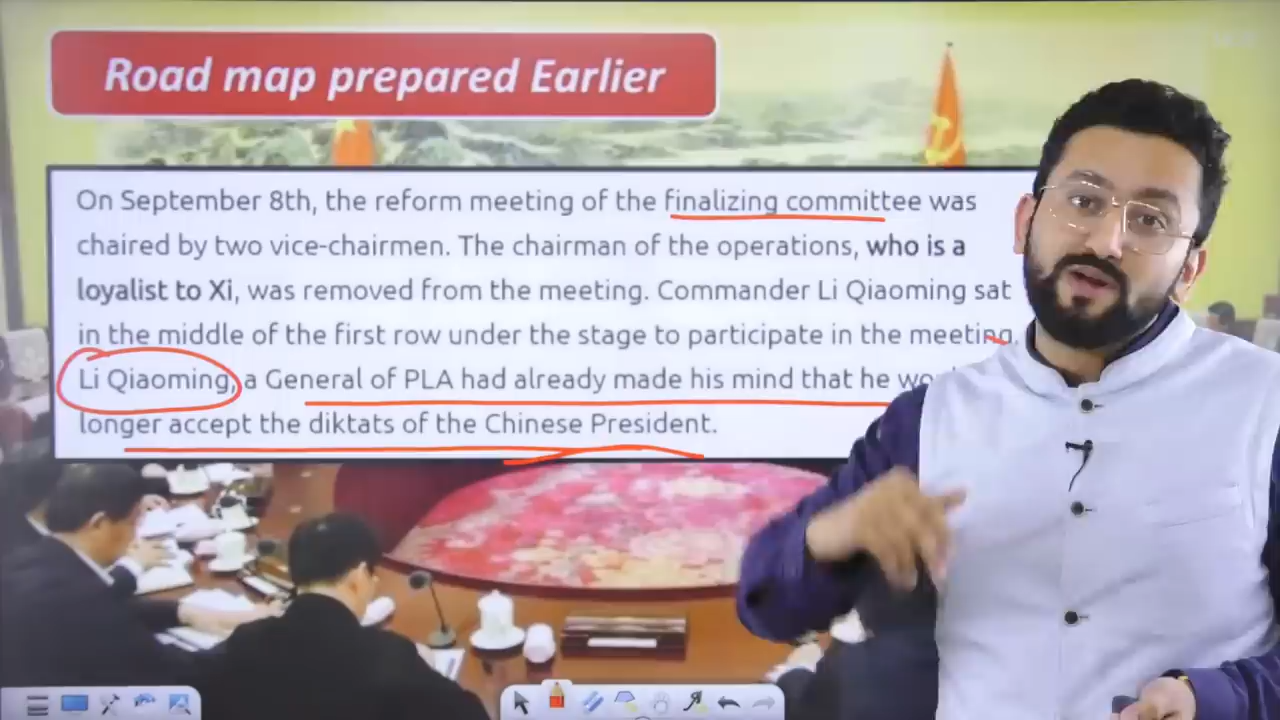 Road map prepared Earlier
On September 8th, the reform meeting of the finalizing committee was
chaired by two vice-chairmen. The chairman of the operations, who is a
loyalist to Xi, was removed from the meeting. Commander Li Qiaoming sat
in the middle of the first row under the stage to participate in the meeting.
Li Qiaoming, a General of PLA had already made his mind that he
longer accept the diktats of the Chinese President.